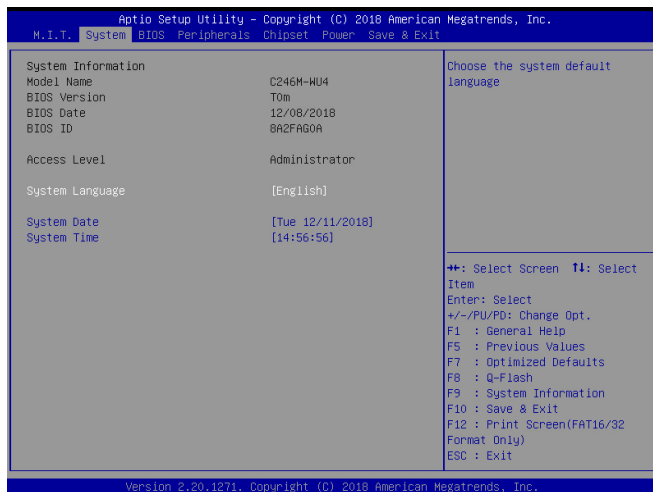 Aptio Setup Utility – Copyright (C) 2018 American Megatrends, Inc.
M.I.T. System BIOS Peripherals Chipset Power Save & Exit
System Information
Model Name C246M-WU4
BIOS Version T0m
BIOS Date 12/08/2018
BIOS ID 8A2FAG0A
Access Level Administrator
System Language [English]
System Date [Tue 12/11/2018]
System Time [14:56:56]
Choose the system default
language
→←: Select Screen ↑↓: Select
Item
Enter: Select
+/-/PU/PD: Change Opt.
F1 : General Help
F5 : Previous Values
F7 : Optimized Defaults
F8 : Q-Flash
F9 : System Information
F10 : Save & Exit
F12 : Print Screen(FAT16/32
Format Only)
ESC : Exit
Version 2.20.1271. Copyright (C) 2018 American Megatrends, Inc.